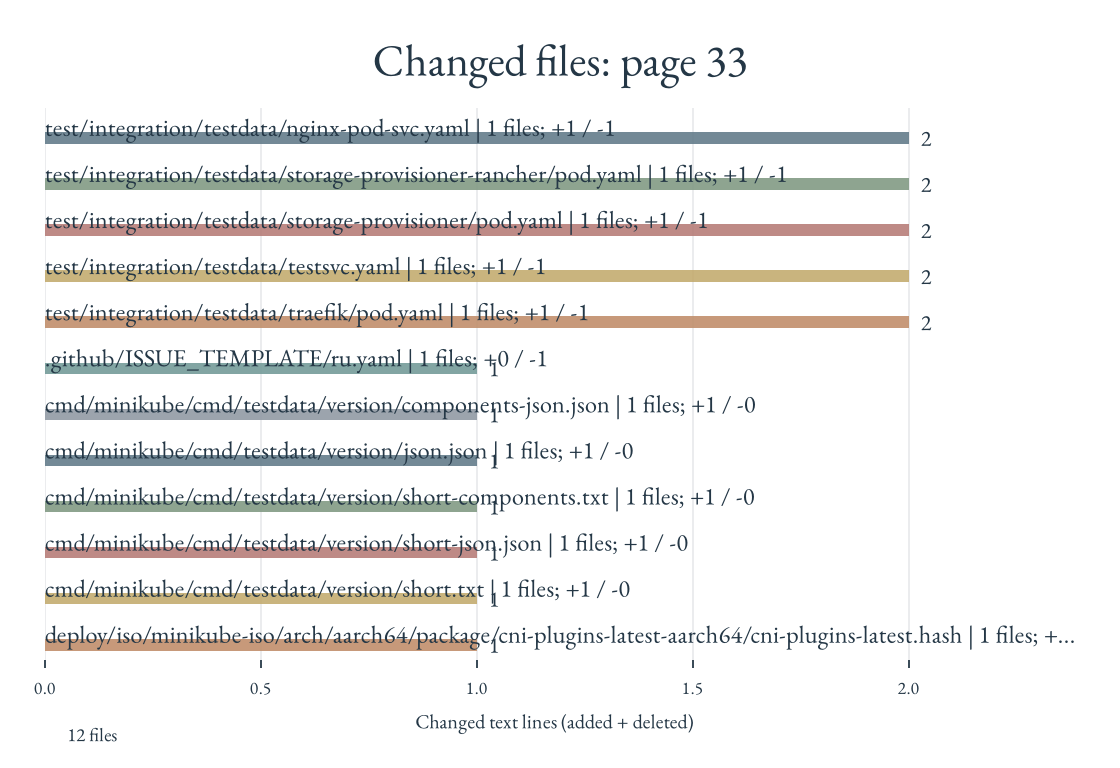 Changed files: page 33
test/integration/testdata/nginx-pod-svc.yaml | 1 files; +1 / -1
2
test/integration/testdata/storage-provisioner-rancher/pod.yaml | 1 files; +1 / -1
2
test/integration/testdata/storage-provisioner/pod.yaml | 1 files; +1 / -1
2
test/integration/testdata/testsvc.yaml | 1 files; +1 / -1
2
test/integration/testdata/traefik/pod.yaml | 1 files; +1 / -1
2
.github/ISSUE_TEMPLATE/ru.yaml | 1 files; +0 / -1
1
cmd/minikube/cmd/testdata/version/components-json.json | 1 files; +1 / -0
1
cmd/minikube/cmd/testdata/version/json.json | 1 files; +1 / -0
1
cmd/minikube/cmd/testdata/version/short-components.txt | 1 files; +1 / -0
1
cmd/minikube/cmd/testdata/version/short-json.json | 1 files; +1 / -0
1
cmd/minikube/cmd/testdata/version/short.txt | 1 files; +1 / -0
1
deploy/iso/minikube-iso/arch/aarch64/package/cni-plugins-latest-aarch64/cni-plugins-latest.hash | 1 files; +...
1
0.0 0.5 1.0 1.5 2.0
Changed text lines (added + deleted)
12 files